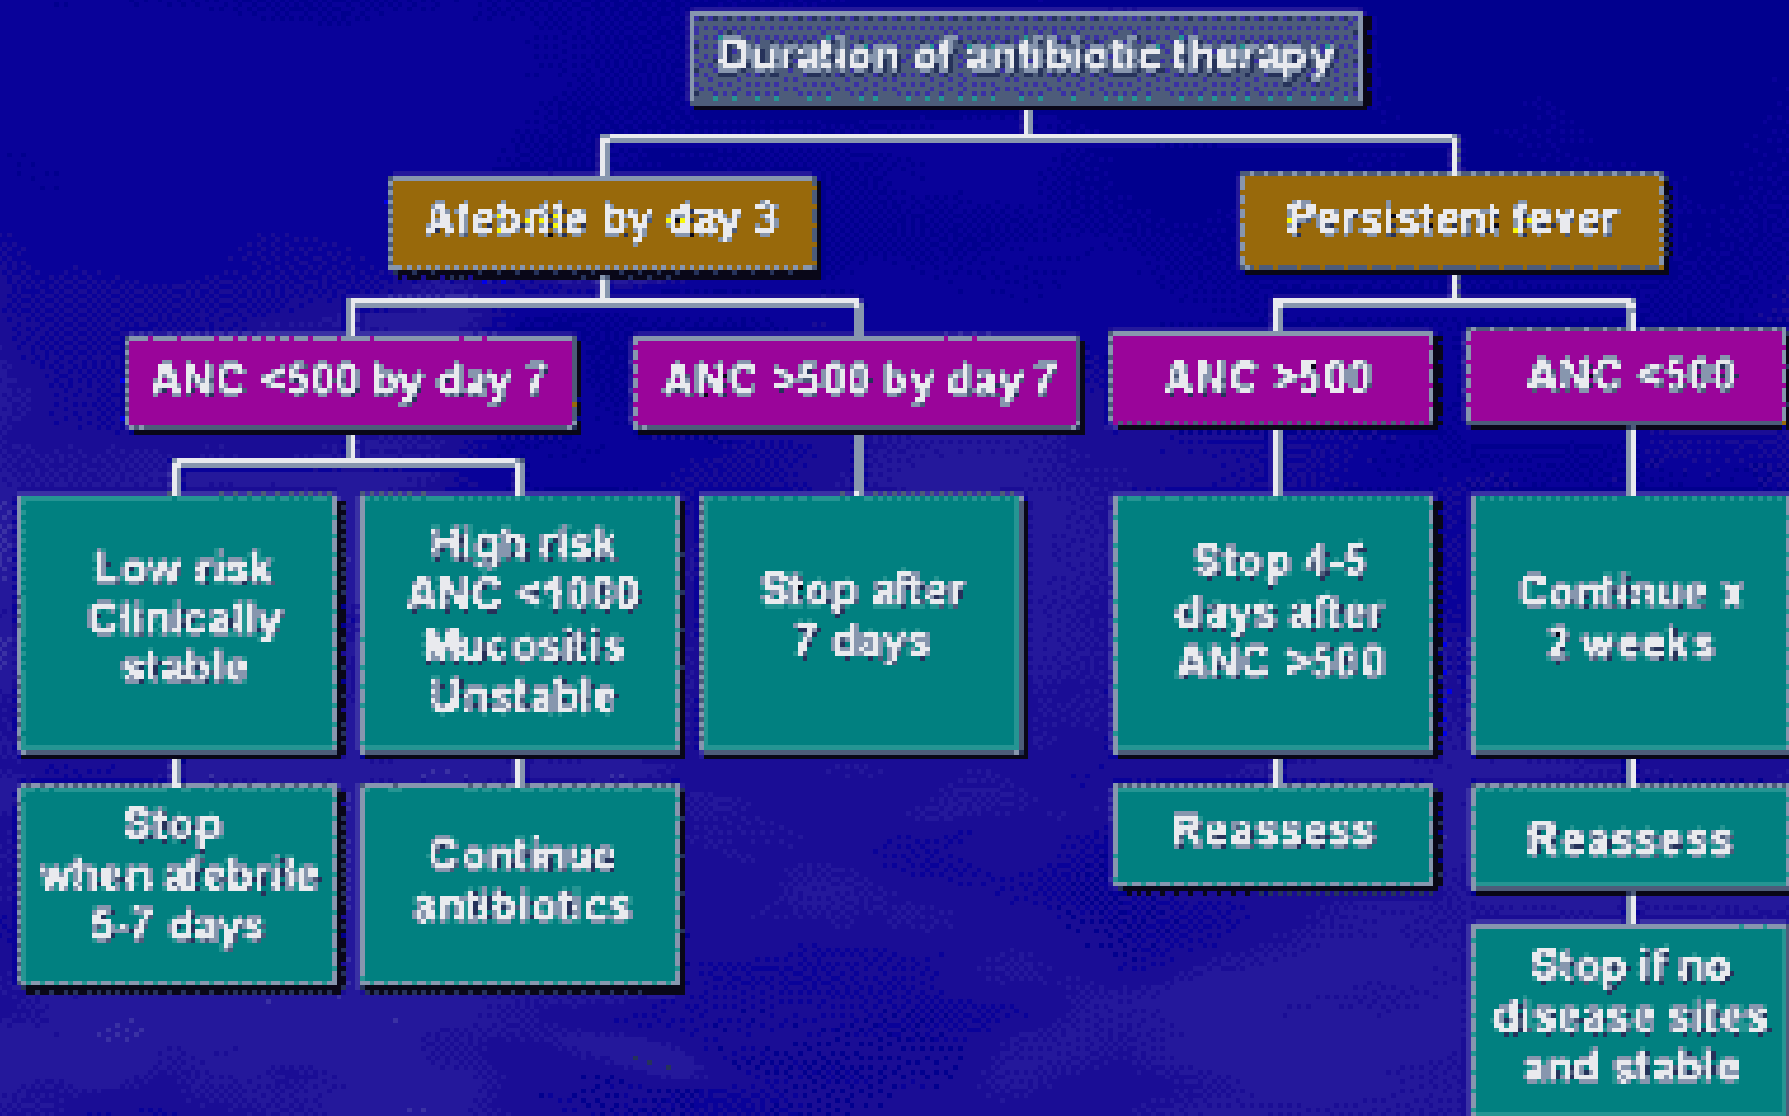 Duration of antibiotic therapy
Afebrile by day 3
Persistent fever
ANC <500 by day 7
ANC >500 by day 7
ANC >500
ANC <500
Low risk
Clinically
stable
High risk
ANC <1000
Mucositis
Unstable
Stop after
7 days
Stop 4-5
days after
ANC >500
Continue x
2 weeks
Stop
when afebrile
5-7 days
Continue
antibiotics
Reassess
Reassess
Stop if no
disease sites
and stable